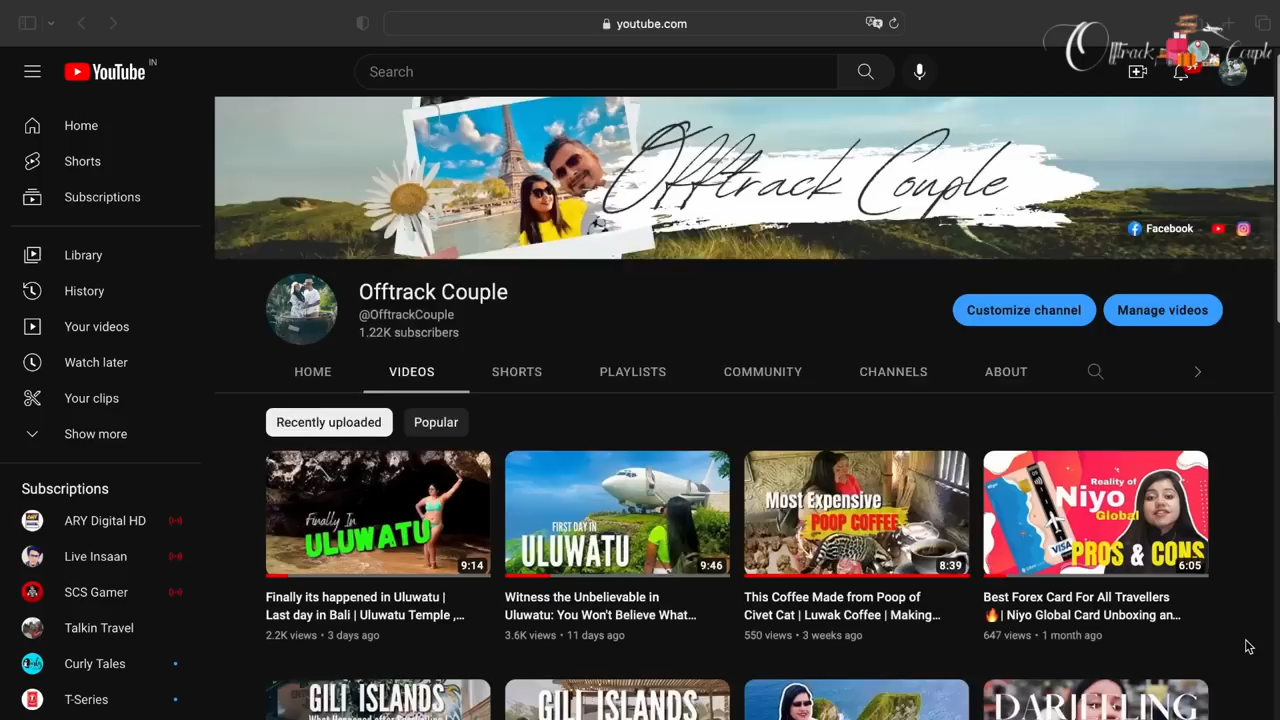 youtube.com
Offtrack Couple
YouTube IN
Search
9+
Home
Shorts
Subscriptions
Library
History
Your videos
Watch later
Your clips
Show more
Subscriptions
ARY Digital HD
Live Insaan
SCS Gamer
Talkin Travel
Curly Tales
T-Series
Offtrack Couple
Facebook
Offtrack Couple
@OfftrackCouple
1.22K subscribers
Customize channel
Manage videos
HOME
VIDEOS
SHORTS
PLAYLISTS
COMMUNITY
CHANNELS
ABOUT
Recently uploaded
Popular
Finally In
ULUWATU
9:14
Finally its happened in Uluwatu |
Last day in Bali | Uluwatu Temple ,...
2.2K views • 3 days ago
FIRST DAY IN
ULUWATU
9:46
Witness the Unbelievable in
Uluwatu: You Won't Believe What...
3.6K views • 11 days ago
Most Expensive
POOP COFFEE
8:39
This Coffee Made from Poop of
Civet Cat | Luwak Coffee | Making...
550 views • 3 weeks ago
Reality of
Niyo
Global
VISA
PROS & CONS
6:05
Best Forex Card For All Travellers
🔥| Niyo Global Card Unboxing an...
647 views • 1 month ago
GILI ISLANDS
GILI ISLANDS
DARJEELING